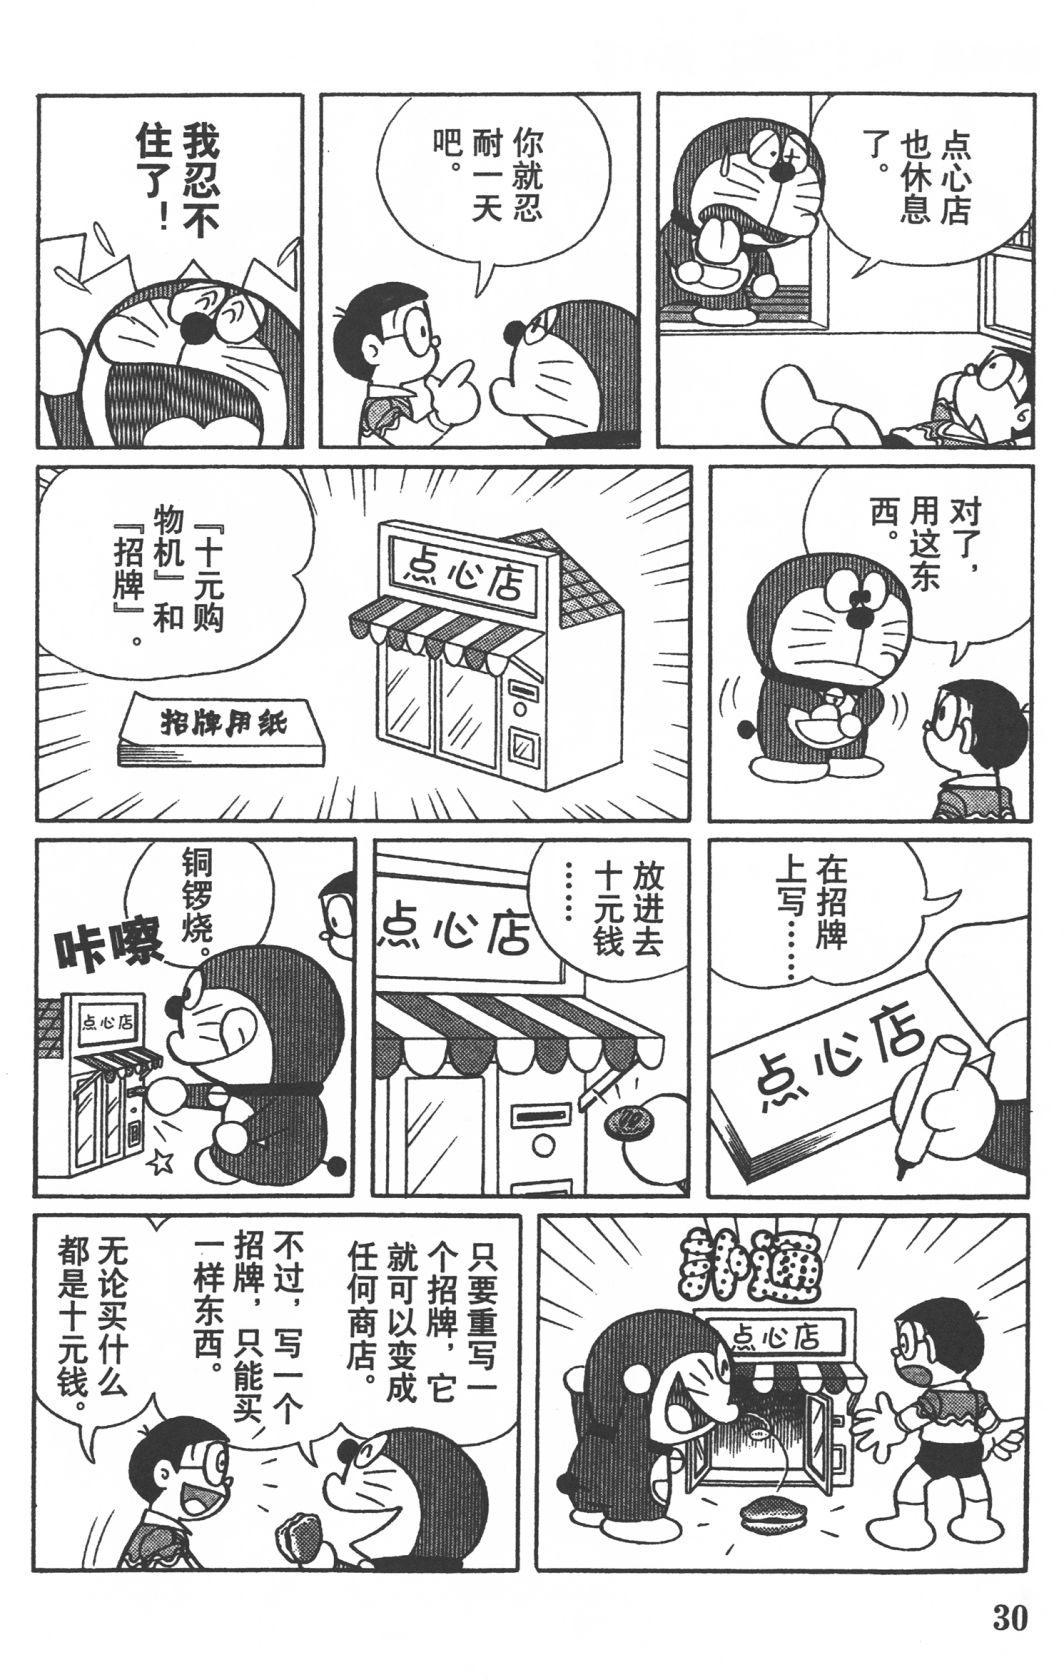 点心店
也休息
了。
你就忍
耐一天
吧。
我忍不
住了！
对了，
用这东
西。
『十元购
物机』和
『招牌』。
点心店
招牌用纸
在招牌
上写……
点心店
放进去
十元钱
……
点心店
铜锣烧。
咔嚓
点心店
点心店
只要重写一
个招牌，它
就可以变成
任何商店。
不过，写一个
招牌，只能买
一样东西。
无论买什么
都是十元钱。
30